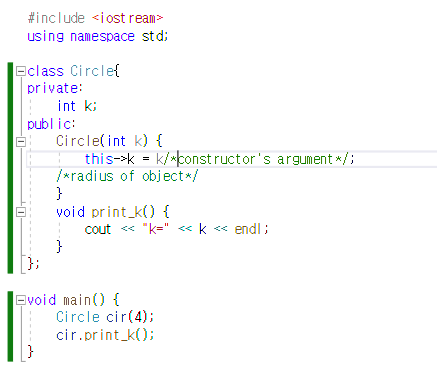 #include <iostream>
using namespace std;
class Circle{
private:
int k;
public:
Circle(int k) {
this->k = k/*constructor's argument*/;
/*radius of object*/
}
void print_k() {
cout << "k=" << k << endl;
}
};
void main() {
Circle cir(4);
cir.print_k();
}